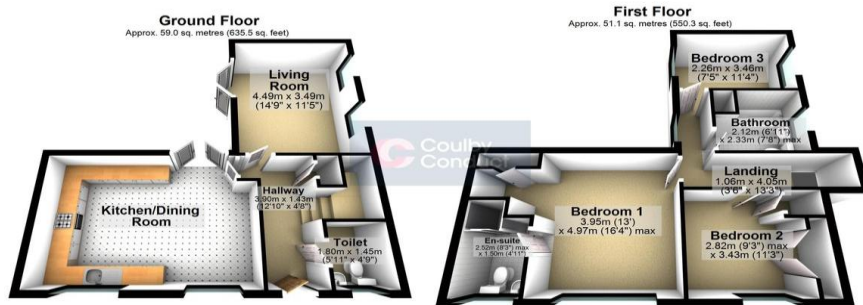 Ground Floor
Approx. 59.0 sq. metres (635.5 sq. feet)
Living
Room
4.49m x 3.49m
(14'9" x 11'5")
Hallway
3.90m x 1.43m
(12'10" x 4'8")
Kitchen/Dining
Room
Toilet
1.80m x 1.45m
(5'11" x 4'9")
Coulby
Conduct
First Floor
Approx. 51.1 sq. metres (550.3 sq. feet)
Bedroom 3
2.26m x 3.46m
(7'5" x 11'4")
Bathroom
2.12m (6'11")
x 2.33m (7'8") max
Landing
1.06m x 4.05m
(3'6" x 13'3")
Bedroom 1
3.95m (13')
x 4.97m (16'4") max
Bedroom 2
2.82m (9'3") max
x 3.43m (11'3")
En-suite
2.52m (8'3") max
x 1.50m (4'11")